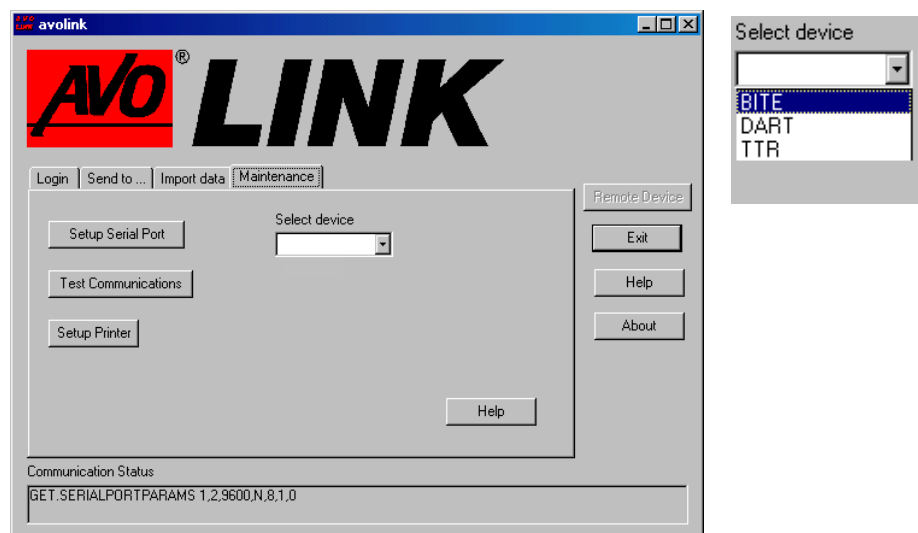 AVO LINK avolink
AVO® LINK
Login Send to ... Import data Maintenance
Remote Device
Setup Serial Port
Select device
Exit
Test Communications
Help
Setup Printer
About
Help
Communication Status
GET.SERIALPORTPARAMS 1,2,9600,N,8,1,0
Select device
BITE
DART
TTR